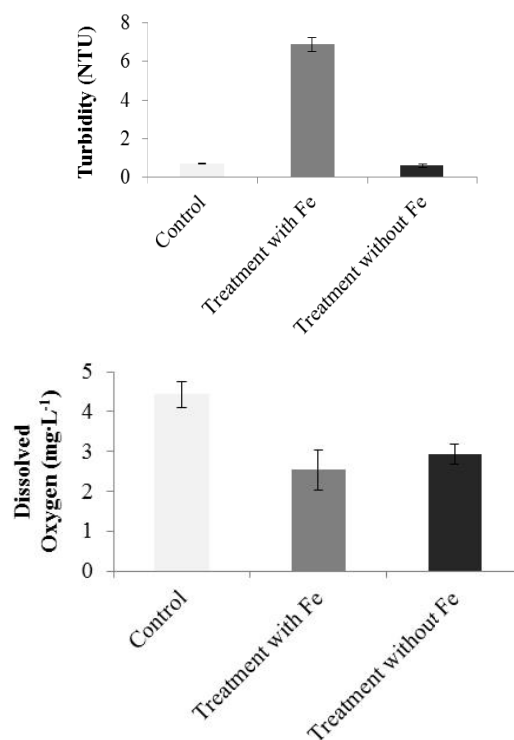 Turbidity (NTU)
8
6
4
2
0
Control
Treatment with Fe
Treatment without Fe
Dissolved
Oxygen (mg·L⁻¹)
5
4
3
2
1
0
Control
Treatment with Fe
Treatment without Fe